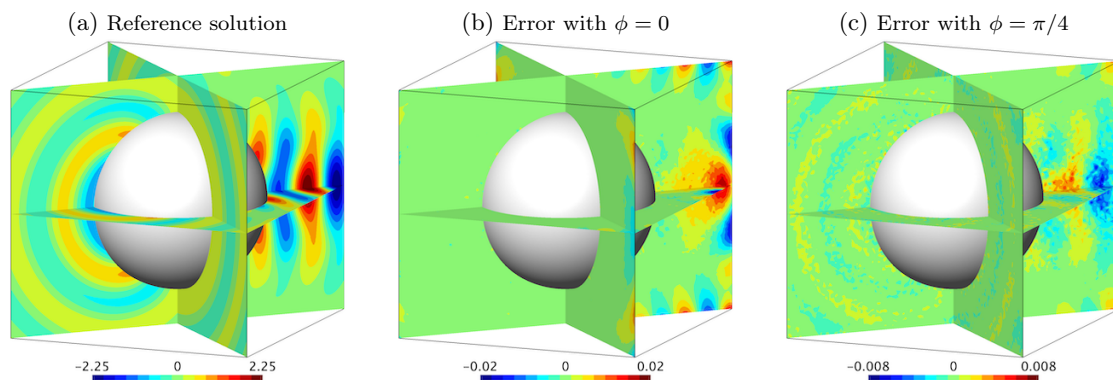 (a) Reference solution
(b) Error with ϕ = 0
(c) Error with ϕ = π/4
−2.25 0 2.25
−0.02 0 0.02
−0.008 0 0.008